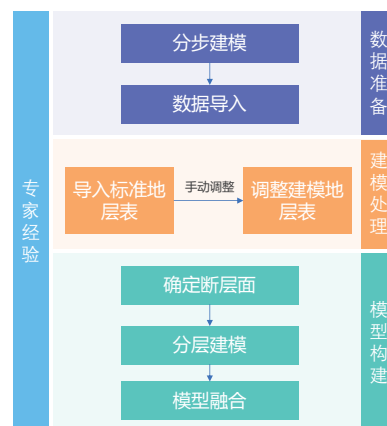 专家经验
分步建模
数据导入
数据准备
导入标准地
层表
手动调整
调整建模地
层表
建模处理
确定断层面
分层建模
模型融合
模型构建